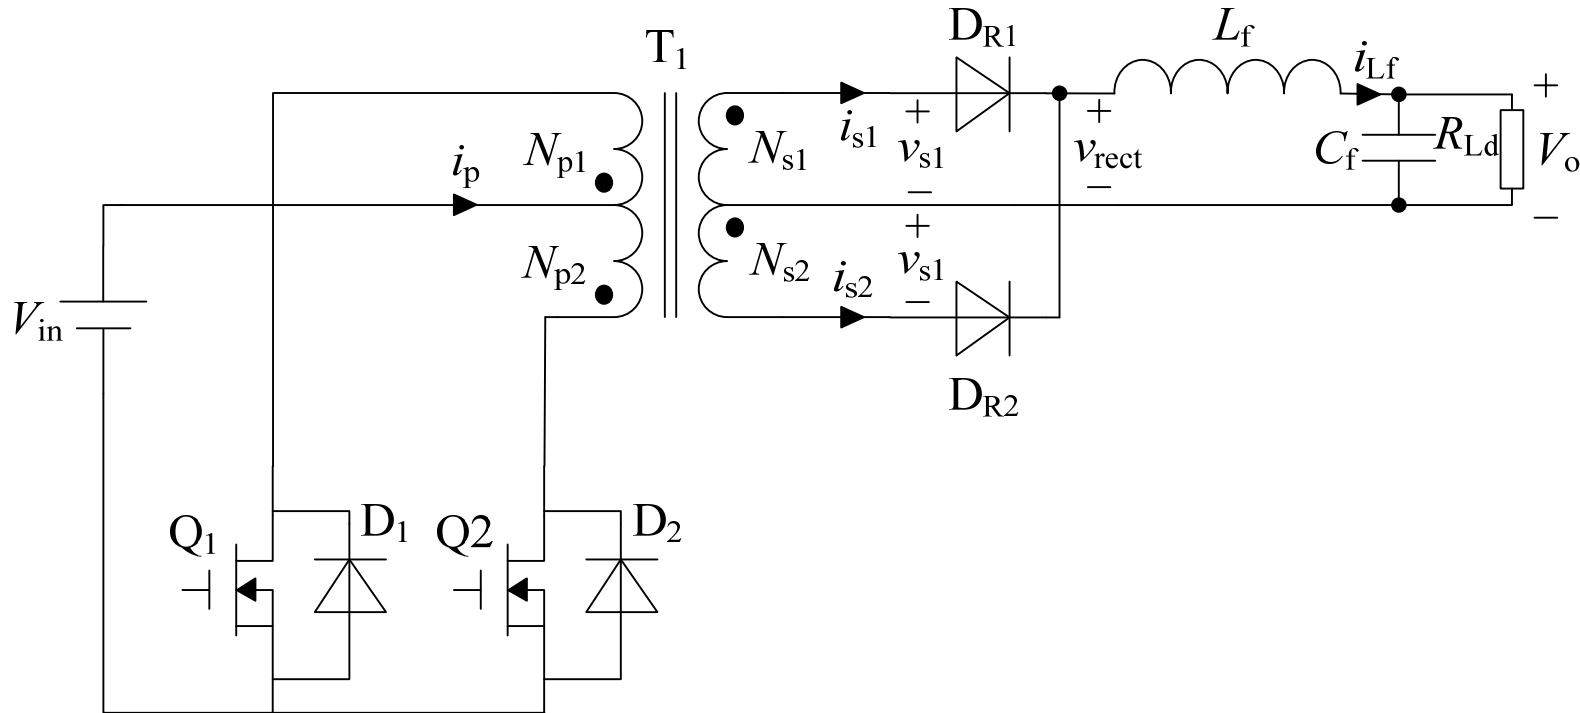 T1
DR1
Lf
iLf
+
Np1
Ns1
is1
+
vs1
−
+
vrect
−
Cf
RLd
Vo
−
ip
Np2
Ns2
is2
+
vs1
−
Vin
DR2
Q1
D1
Q2
D2